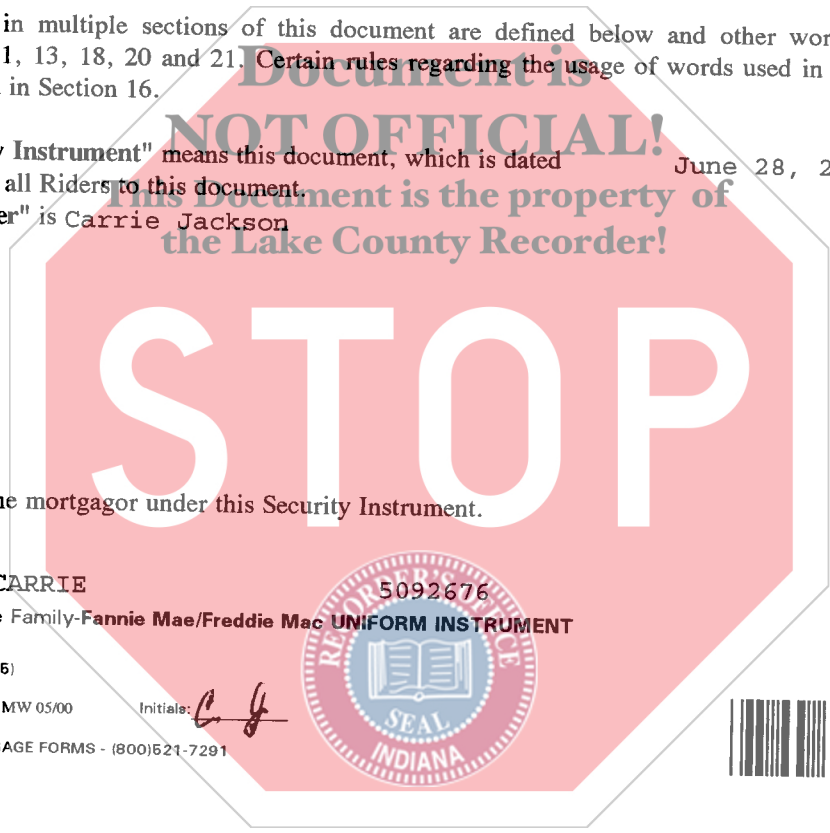 in multiple sections of this document are defined below and other
1, 13, 18, 20 and 21. Certain rules regarding the usage of words used in
in Section 16.
Document is
NOT OFFICIAL!
This Document is the property of
the Lake County Recorder!
Instrument" means this document, which is dated June 28, 2
all Riders to this document.
er" is Carrie Jackson
STOP
mortgagor under this Security Instrument.
CARRIE 5092676
Family-Fannie Mae/Freddie Mac UNIFORM INSTRUMENT
MW 05/00 Initials: C J
AGE FORMS - (800)521-7291
RECORDER'S OFFICE
SEAL
INDIANA